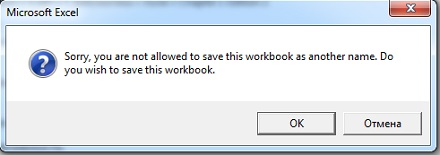 Microsoft Excel
Sorry, you are not allowed to save this workbook as another name. Do
you wish to save this workbook.
OK
Отмена